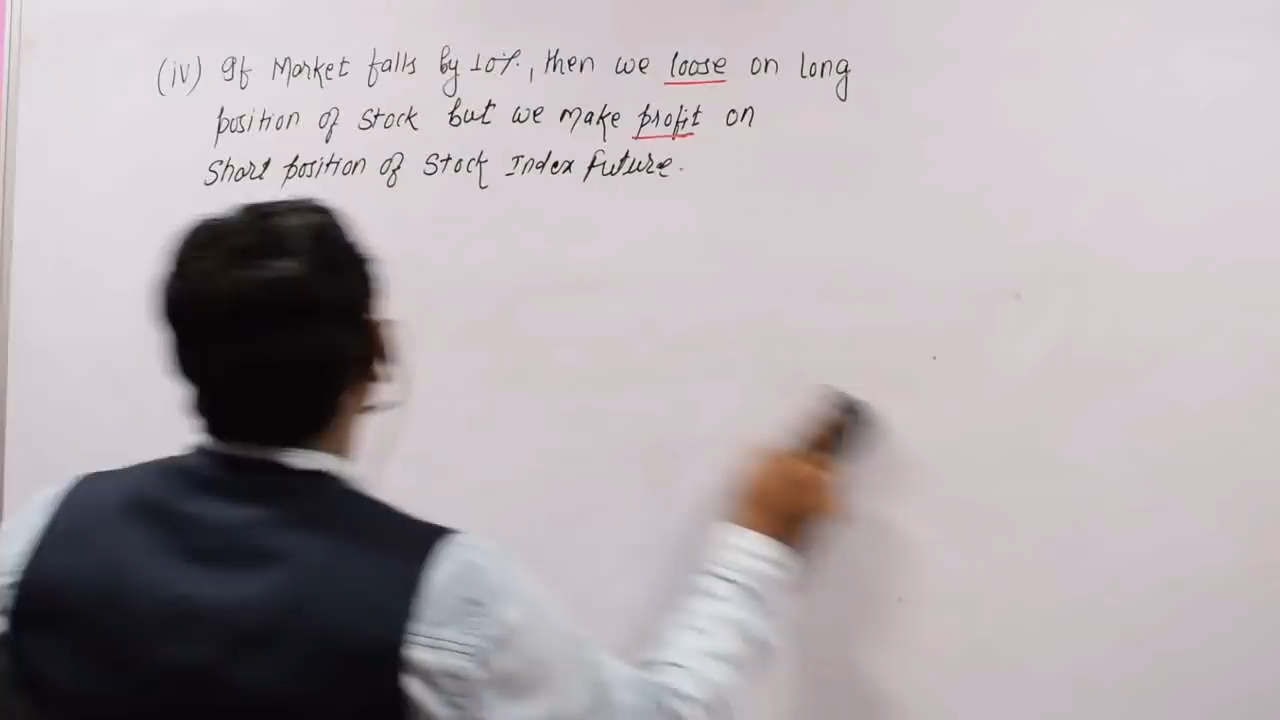 (iv) If Market falls by 10%, then we loose on long
position of Stock but we make profit on
Short position of Stock Index Future.